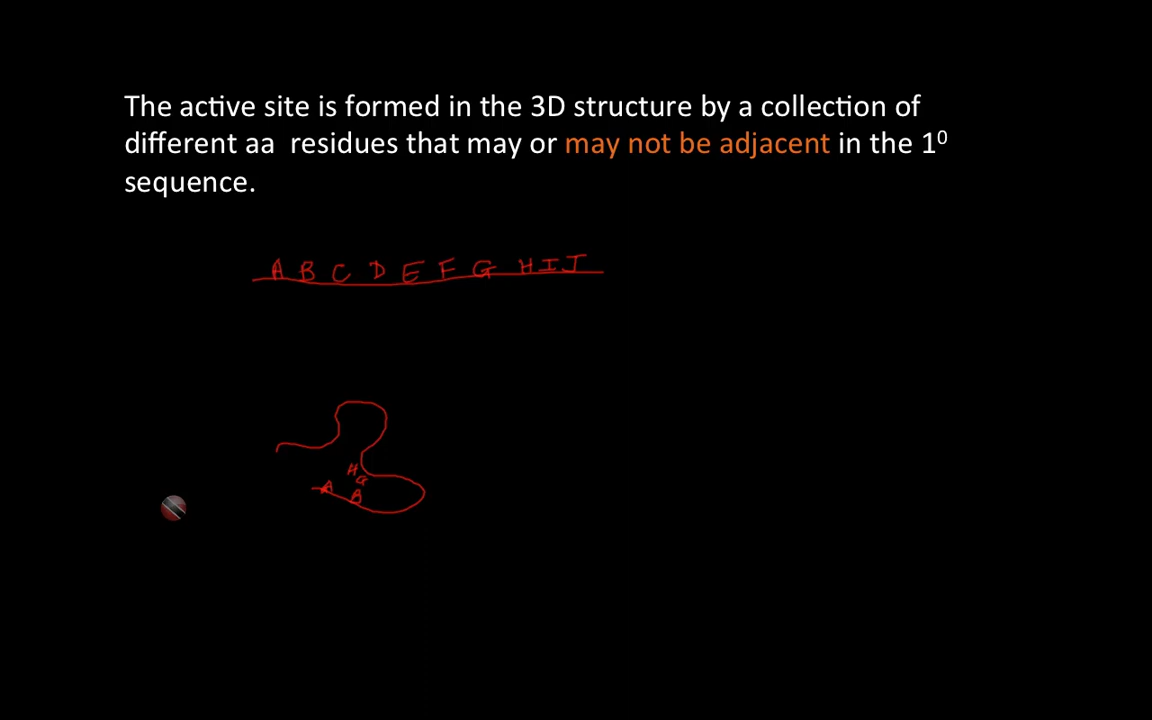 The active site is formed in the 3D structure by a collection of
different aa residues that may or may not be adjacent in the 1⁰
sequence.
A B C D E F G H I J
H
G
A
B